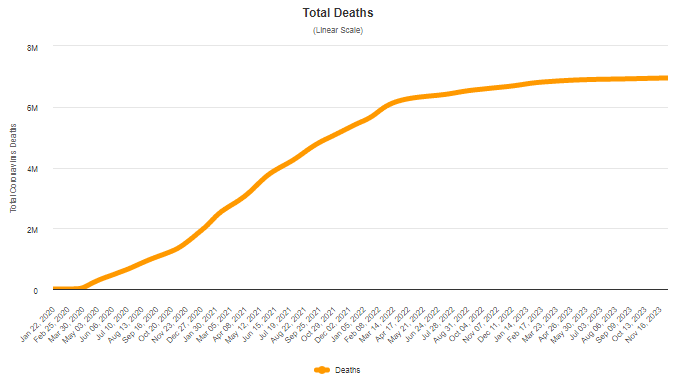 Total Deaths
(Linear Scale)
Total Coronavirus Deaths
8M
6M
4M
2M
0
Jan 22, 2020
Feb 25, 2020
Mar 30, 2020
May 03, 2020
Jun 06, 2020
Jul 10, 2020
Aug 13, 2020
Sep 16, 2020
Oct 20, 2020
Nov 23, 2020
Dec 27, 2020
Jan 30, 2021
Mar 05, 2021
Apr 08, 2021
May 12, 2021
Jun 15, 2021
Jul 19, 2021
Aug 22, 2021
Sep 25, 2021
Oct 29, 2021
Dec 02, 2021
Jan 05, 2022
Feb 08, 2022
Mar 14, 2022
Apr 17, 2022
May 21, 2022
Jun 24, 2022
Jul 28, 2022
Aug 31, 2022
Oct 04, 2022
Nov 07, 2022
Dec 11, 2022
Jan 14, 2023
Feb 17, 2023
Mar 23, 2023
Apr 26, 2023
May 30, 2023
Jul 03, 2023
Aug 06, 2023
Sep 09, 2023
Oct 13, 2023
Nov 16, 2023
Deaths